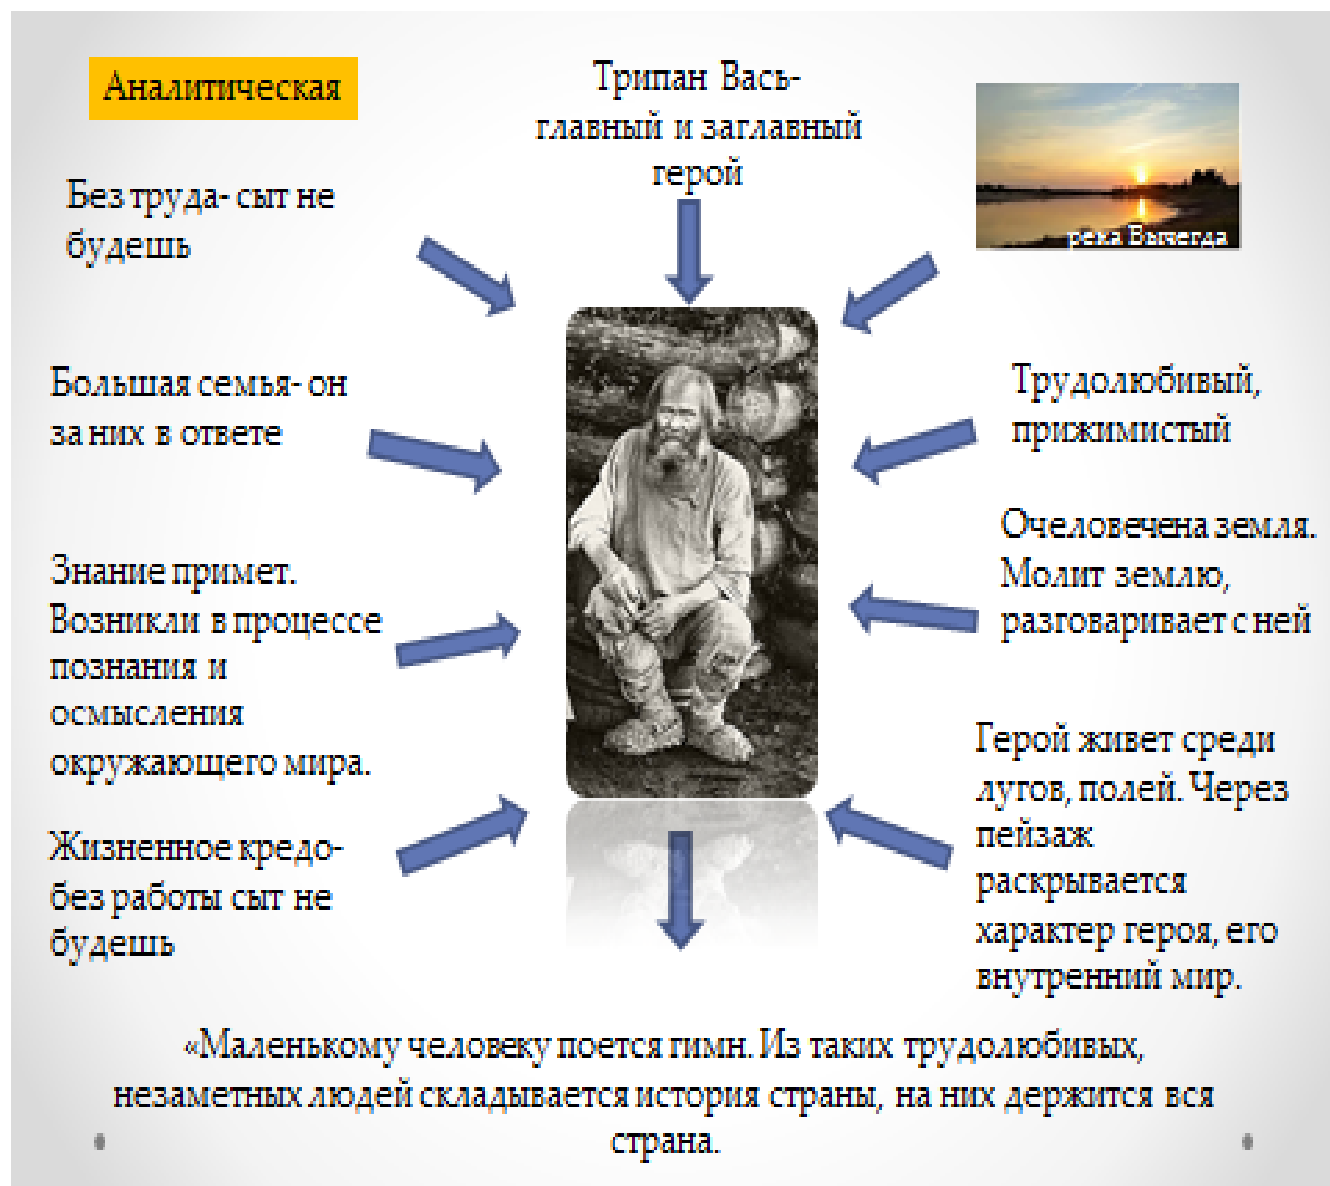 Аналитическая
Трипан Вась-
главный и заглавный
герой
река Вычегда
Без труда- сыт не
будешь
Большая семья- он
за них в ответе
Знание примет.
Возникли в процессе
познания и
осмысления
окружающего мира.
Жизненное кредо-
без работы сыт не
будешь
Трудолюбивый,
прижимистый
Очеловечена земля.
Молит землю,
разговаривает с ней
Герой живет среди
лугов, полей. Через
пейзаж
раскрывается
характер героя, его
внутренний мир.
«Маленькому человеку поется гимн. Из таких трудолюбивых,
незаметных людей складывается история страны, на них держится вся
страна.